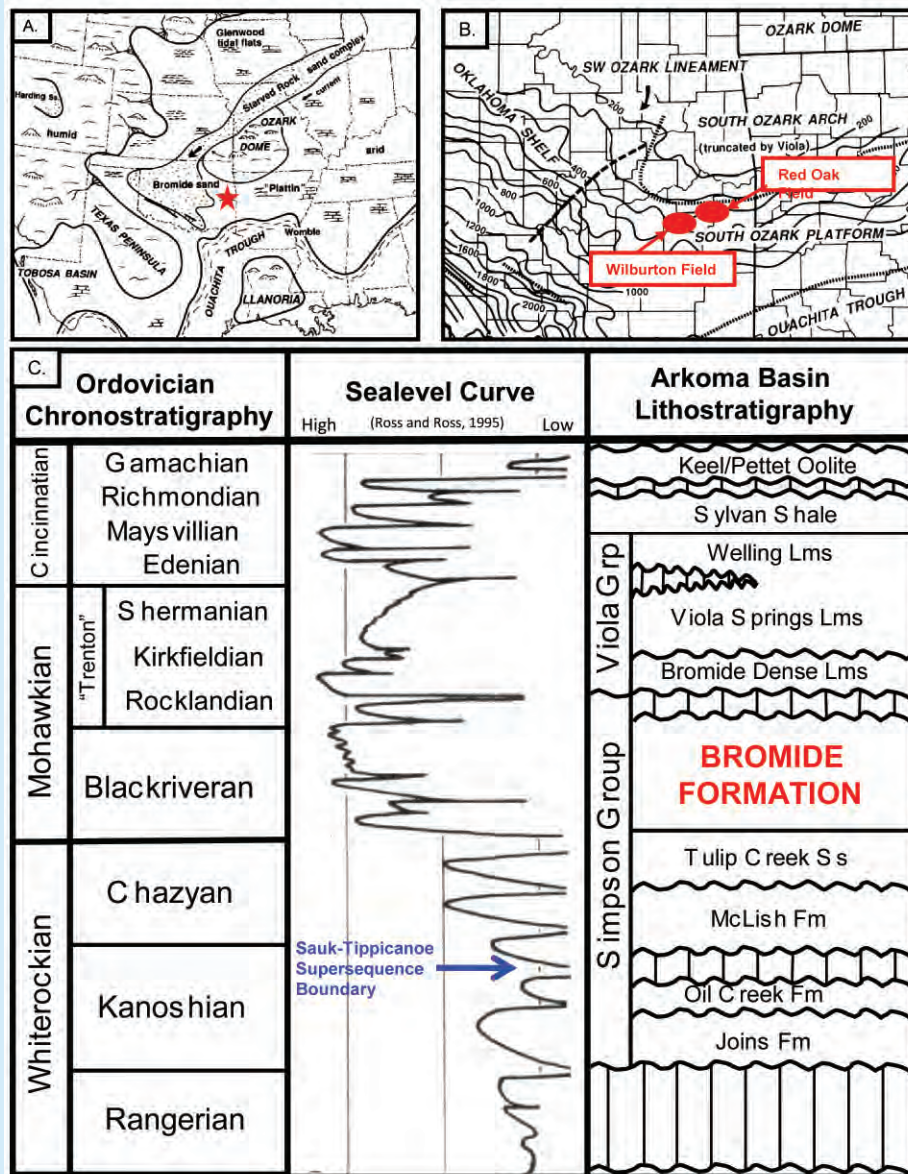 A.
Glenwood
tidal flats
Starved Rock sand complex
current
Harding Ss.
humid
OZARK
DOME
arid
Bromide sand
Plattin
TEXAS PENINSULA
Womble
OUACHITA TROUGH
TOBOSA BASIN
LLANORIA
B.
OZARK DOME
SW OZARK LINEAMENT
OKLAHOMA SHELF
200
SOUTH OZARK ARCH
200
(truncated by Viola)
400
600
800
1000
1200
1400
1600
1800
2000
1000
Red Oak
Field
SOUTH OZARK PLATFORM
Wilburton Field
OUACHITA TROUGH
C.
Ordovician
Chronostratigraphy
Sealevel Curve
High
(Ross and Ross, 1995)
Low
Arkoma Basin
Lithostratigraphy
Cincinnatian
Gamachian
Richmondian
Maysvillian
Edenian
Mohawkian
"Trenton"
Shermanian
Kirkfieldian
Rocklandian
Blackriveran
Whiterockian
Chazyan
Kanoshian
Rangerian
Sauk-Tippicanoe
Supersequence
Boundary
Keel/Pettet Oolite
Sylvan Shale
Viola Grp
Welling Lms
Viola Springs Lms
Bromide Dense Lms
Simpson Group
BROMIDE
FORMATION
Tulip Creek Ss
McLish Fm
Oil Creek Fm
Joins Fm